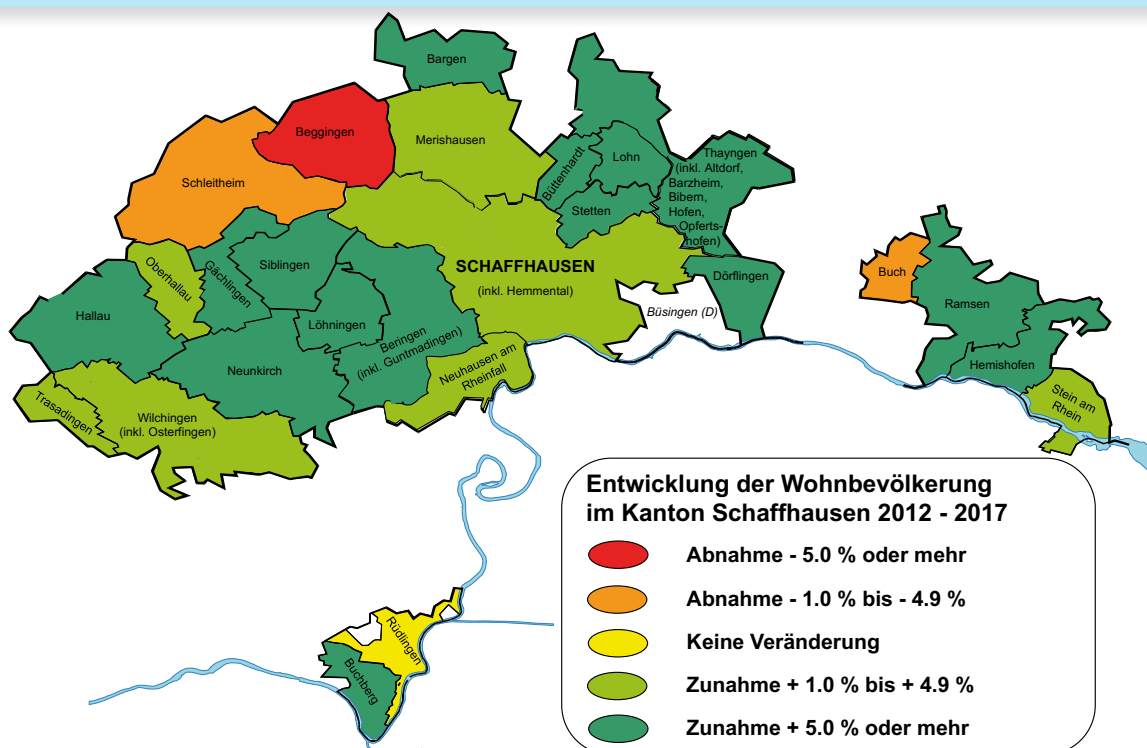 Bargen
Beggingen
Merishausen
Schleitheim
Büttenhardt
Lohn
Thayngen
(inkl. Altdorf,
Barzheim,
Bibern,
Hofen,
Opferts-
hofen)
Stetten
Oberhallau
Gächlingen
Siblingen
SCHAFFHAUSEN
(inkl. Hemmental)
Dörflingen
Büsingen (D)
Buch
Ramsen
Hallau
Löhningen
Beringen
(inkl. Guntmadingen)
Neunkirch
Neuhausen am
Rheinfall
Hemishofen
Stein am
Rhein
Trasadingen
Wilchingen
(inkl. Osterfingen)
Rüdlingen
Buchberg
Entwicklung der Wohnbevölkerung
im Kanton Schaffhausen 2012 - 2017
Abnahme - 5.0 % oder mehr
Abnahme - 1.0 % bis - 4.9 %
Keine Veränderung
Zunahme + 1.0 % bis + 4.9 %
Zunahme + 5.0 % oder mehr